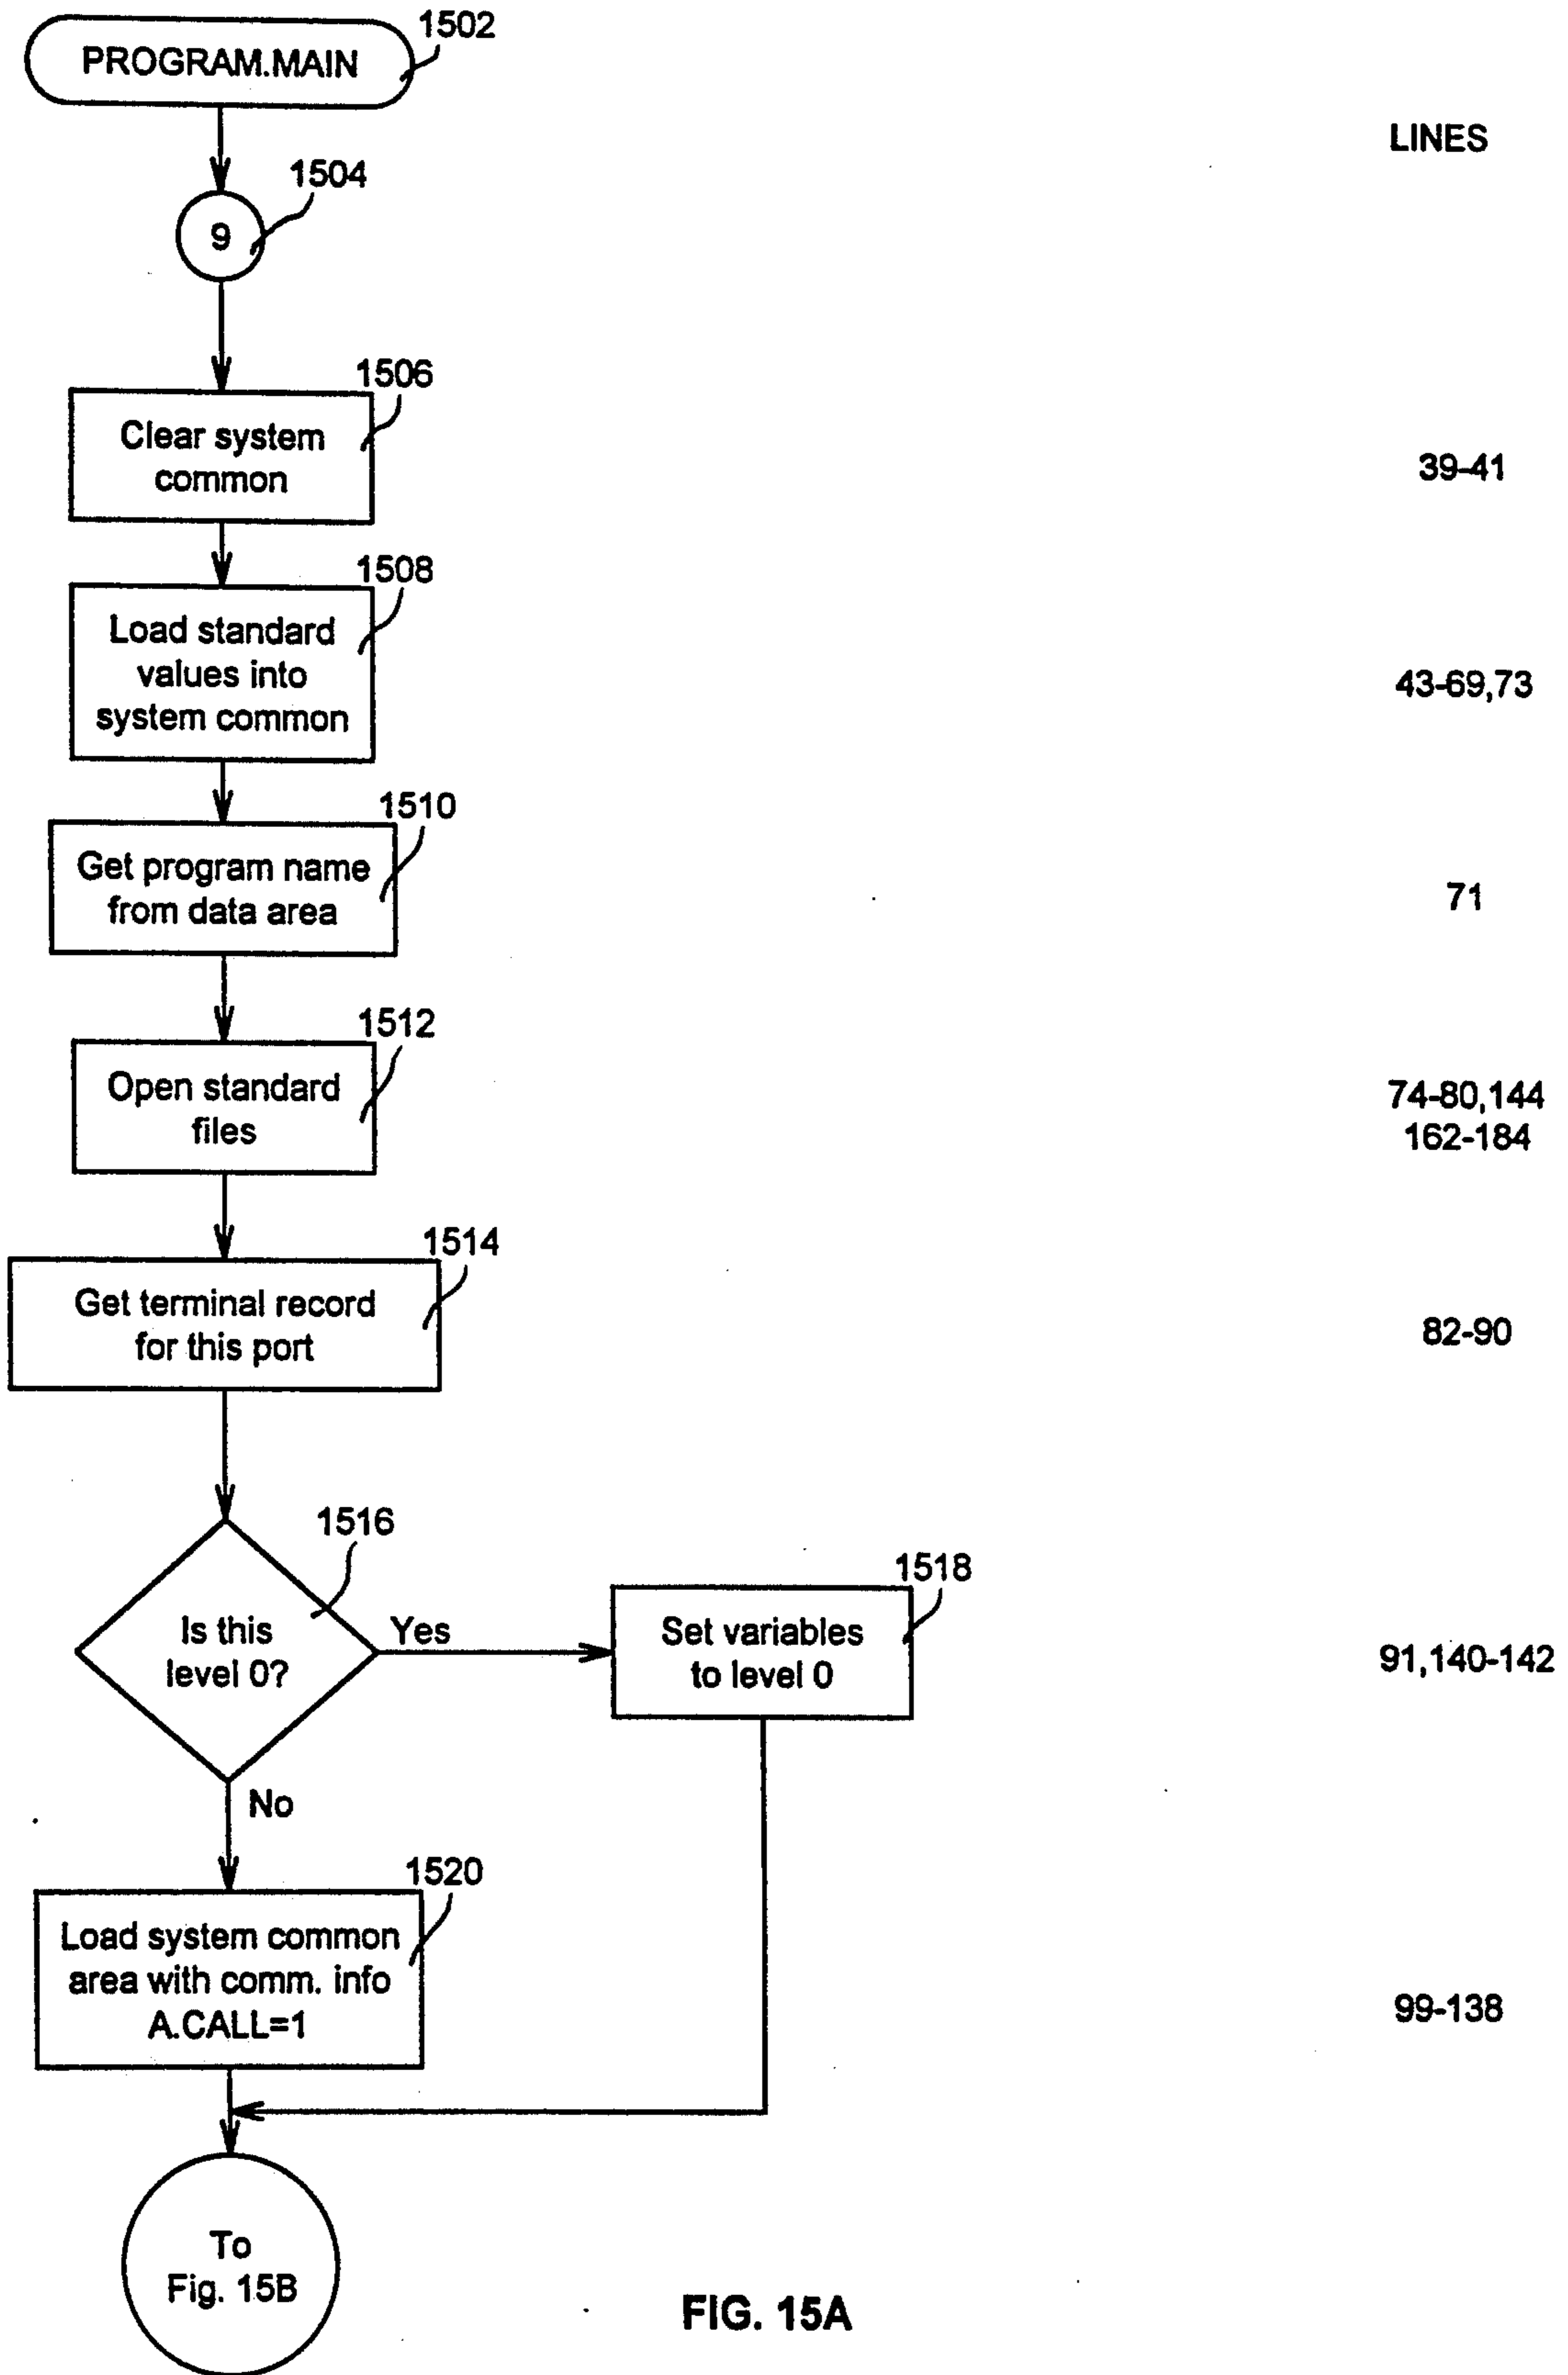 1502
PROGRAM.MAIN
LINES
1504
9
1506
Clear system
common
39-41
1508
Load standard
values into
system common
43-69,73
1510
Get program name
from data area
71
1512
Open standard
files
74-80,144
162-184
1514
Get terminal record
for this port
82-90
1516
Is this
level 0?
Yes
1518
Set variables
to level 0
91,140-142
No
1520
Load system common
area with comm. info
A.CALL=1
99-138
To
Fig. 15B
FIG. 15A